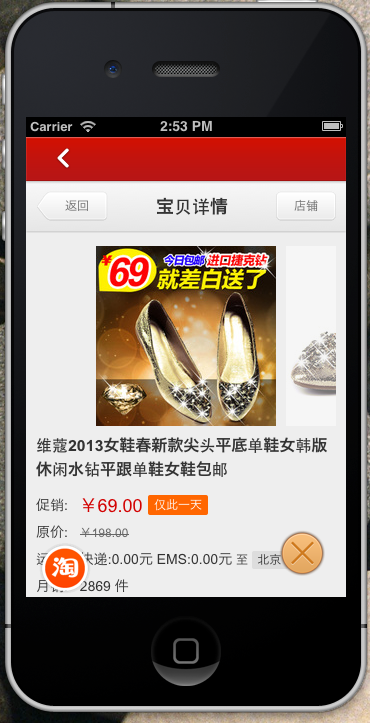 Carrier 2:53 PM
返回 宝贝详情 店铺
¥69 今日包邮 进口捷克钻
就差白送了
维蔻2013女鞋春新款尖头平底单鞋女韩版
休闲水钻平跟单鞋女鞋包邮
促销: ¥69.00 仅此一天
原价: ¥198.00
快递:0.00元 EMS:0.00元 至 北京
月 2869 件
淘